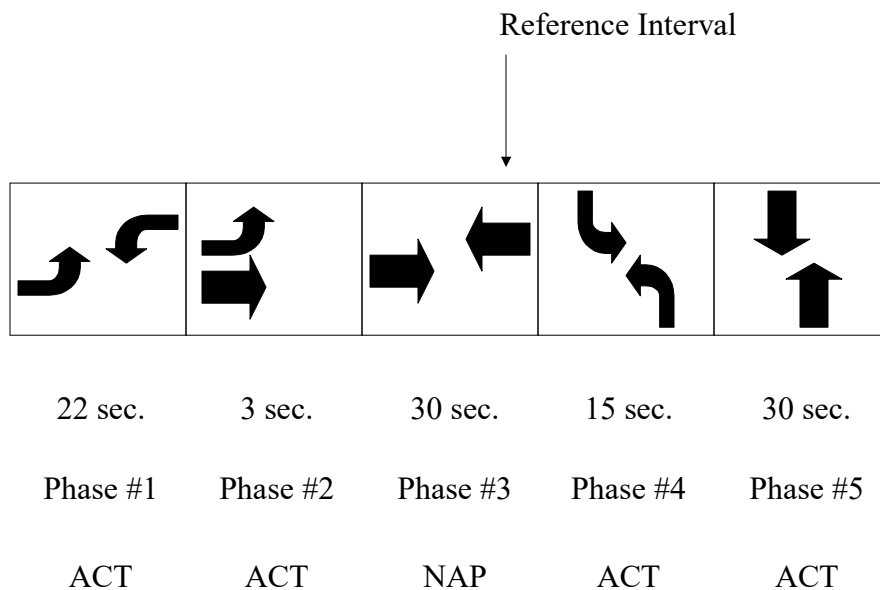 Reference Interval
22 sec. 3 sec. 30 sec. 15 sec. 30 sec.
Phase #1 Phase #2 Phase #3 Phase #4 Phase #5
ACT ACT NAP ACT ACT